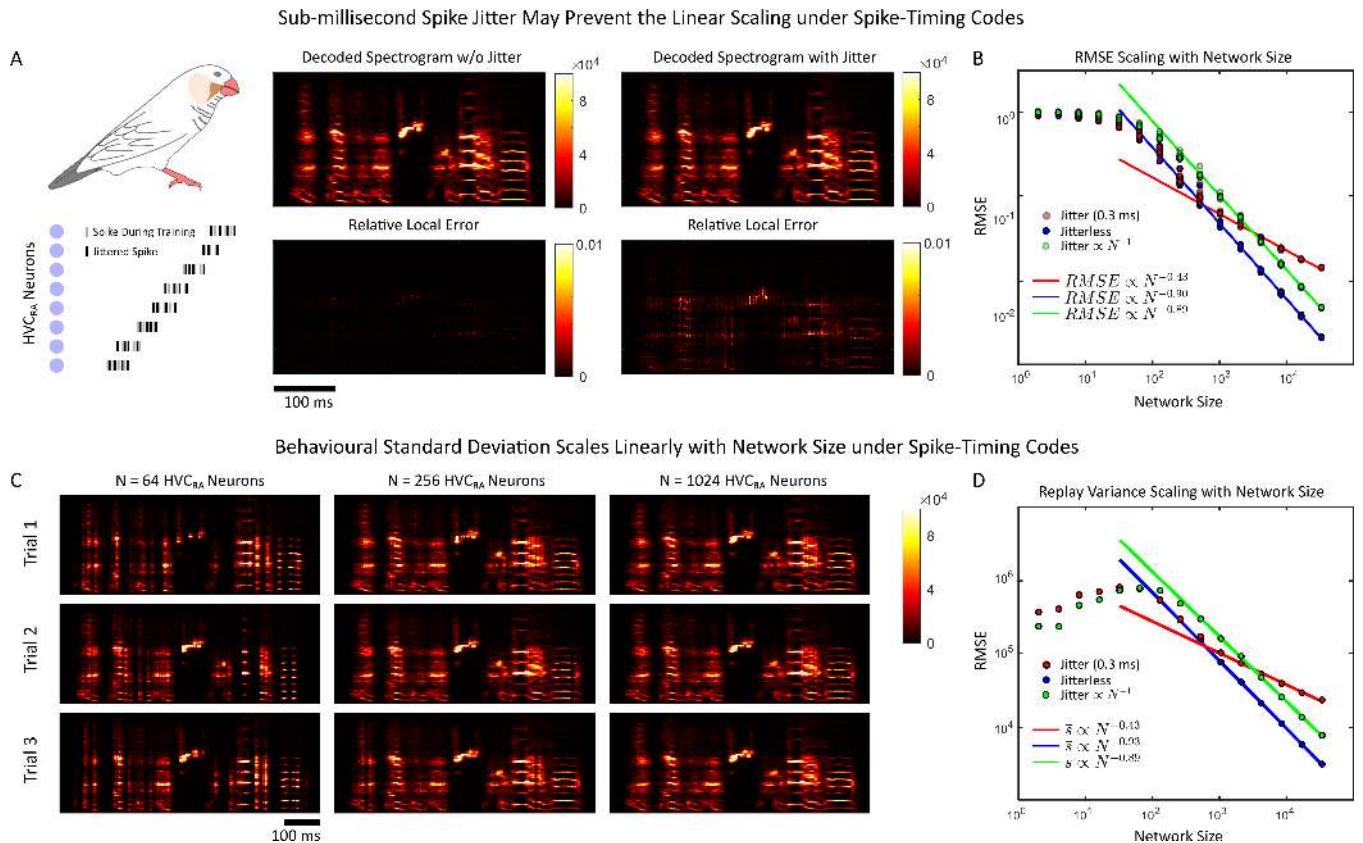 Sub-millisecond Spike Jitter May Prevent the Linear Scaling under Spike-Timing Codes
A
Decoded Spectrogram w/o Jitter
×10⁴
8
4
0
Decoded Spectrogram with Jitter
×10⁴
8
4
0
HVC_RA Neurons
Spike During Training
Jittered Spike
Relative Local Error
0.01
0
Relative Local Error
0.01
0
100 ms
B
RMSE Scaling with Network Size
RMSE
10⁰
10⁻¹
10⁻²
Jitter (0.3 ms)
Jitterless
Jitter ∝ N⁻¹
RMSE ∝ N^−0.43
RMSE ∝ N^−0.90
RMSE ∝ N^−0.89
10⁰ 10¹ 10² 10³ 10⁴
Network Size
Behavioural Standard Deviation Scales Linearly with Network Size under Spike-Timing Codes
C
N = 64 HVC_RA Neurons
N = 256 HVC_RA Neurons
N = 1024 HVC_RA Neurons
×10⁴
8
4
0
Trial 1
Trial 2
Trial 3
100 ms
D
Replay Variance Scaling with Network Size
RMSE
10⁶
10⁵
10⁴
Jitter (0.3 ms)
Jitterless
Jitter ∝ N⁻¹
s̄ ∝ N^−0.43
s̄ ∝ N^−0.93
s̄ ∝ N^−0.89
10⁰ 10¹ 10² 10³ 10⁴
Network Size